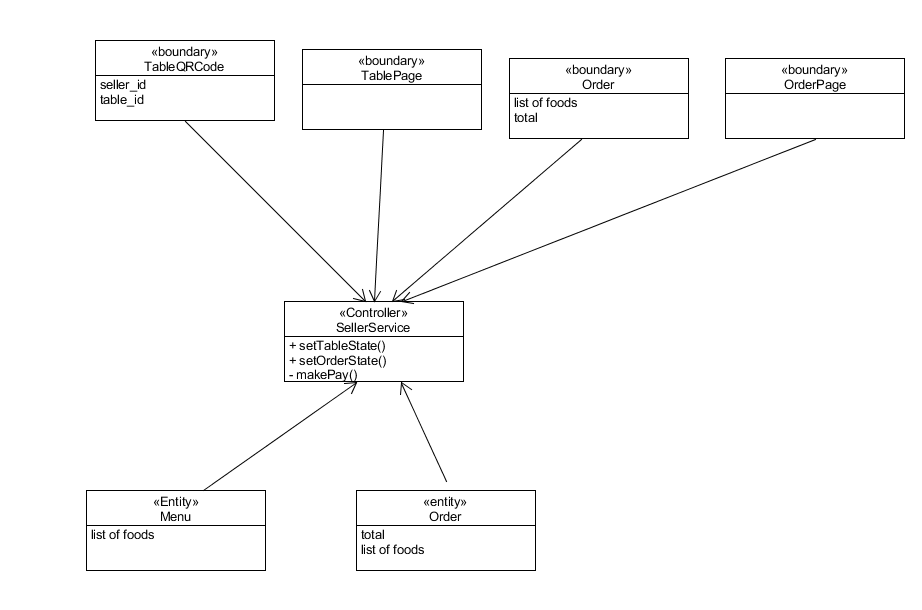 «boundary»
TableQRCode
seller_id
table_id
«boundary»
TablePage
«boundary»
Order
list of foods
total
«boundary»
OrderPage
«Controller»
SellerService
+ setTableState()
+ setOrderState()
- makePay()
«Entity»
Menu
list of foods
«entity»
Order
total
list of foods